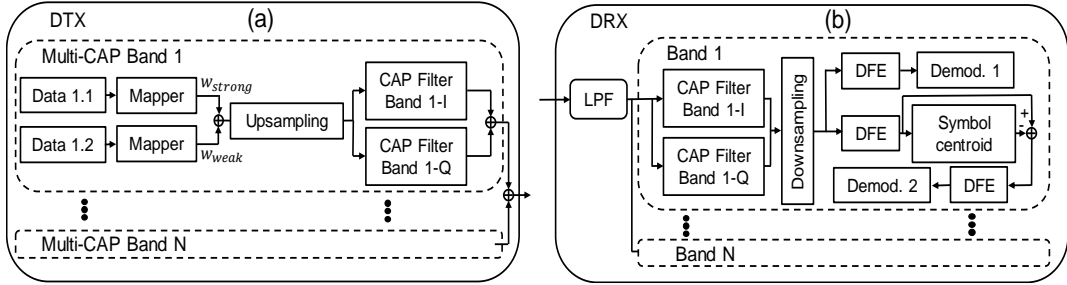 DTX
(a)
Multi-CAP Band 1
Data 1.1
Mapper
w_strong
Data 1.2
Mapper
w_weak
Upsampling
CAP Filter
Band 1-I
CAP Filter
Band 1-Q
Multi-CAP Band N
DRX
(b)
LPF
Band 1
CAP Filter
Band 1-I
CAP Filter
Band 1-Q
Downsampling
DFE
Demod. 1
DFE
Symbol
centroid
+
-
Demod. 2
DFE
Band N